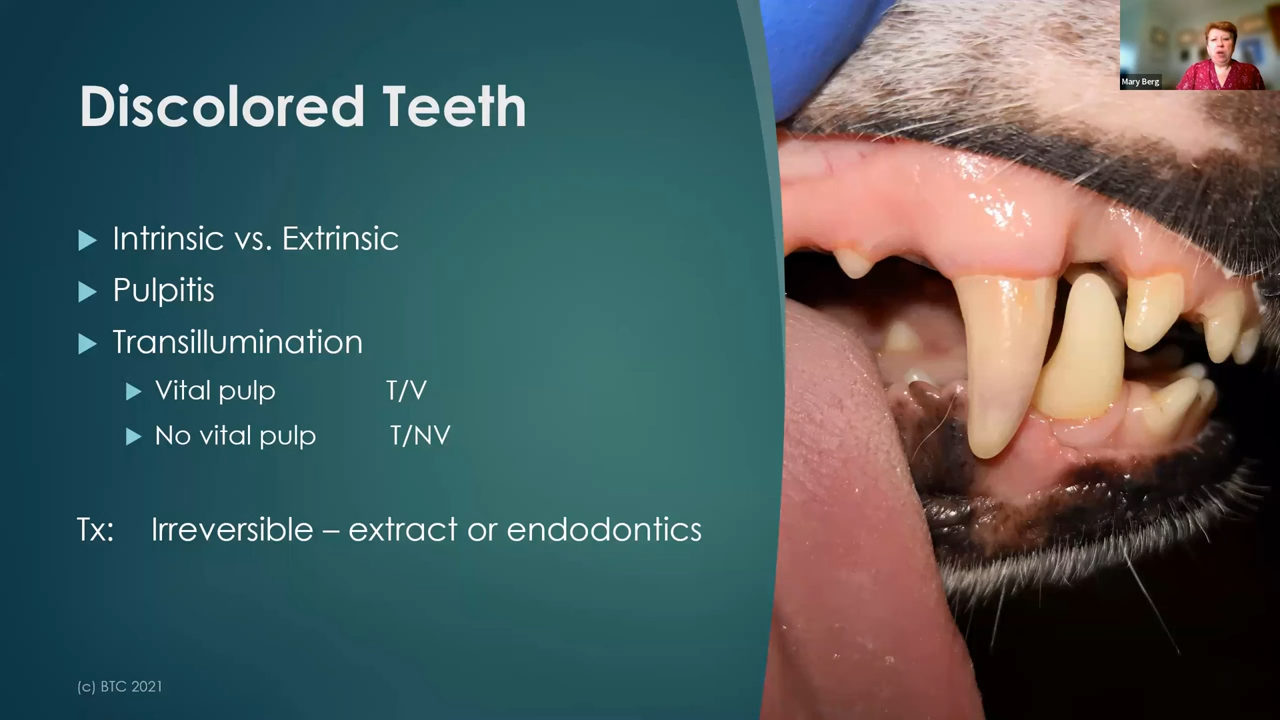 Discolored Teeth
Mary Berg
Intrinsic vs. Extrinsic
Pulpitis
Transillumination
Vital pulp T/V
No vital pulp T/NV
Tx: Irreversible – extract or endodontics
(c) BTC 2021